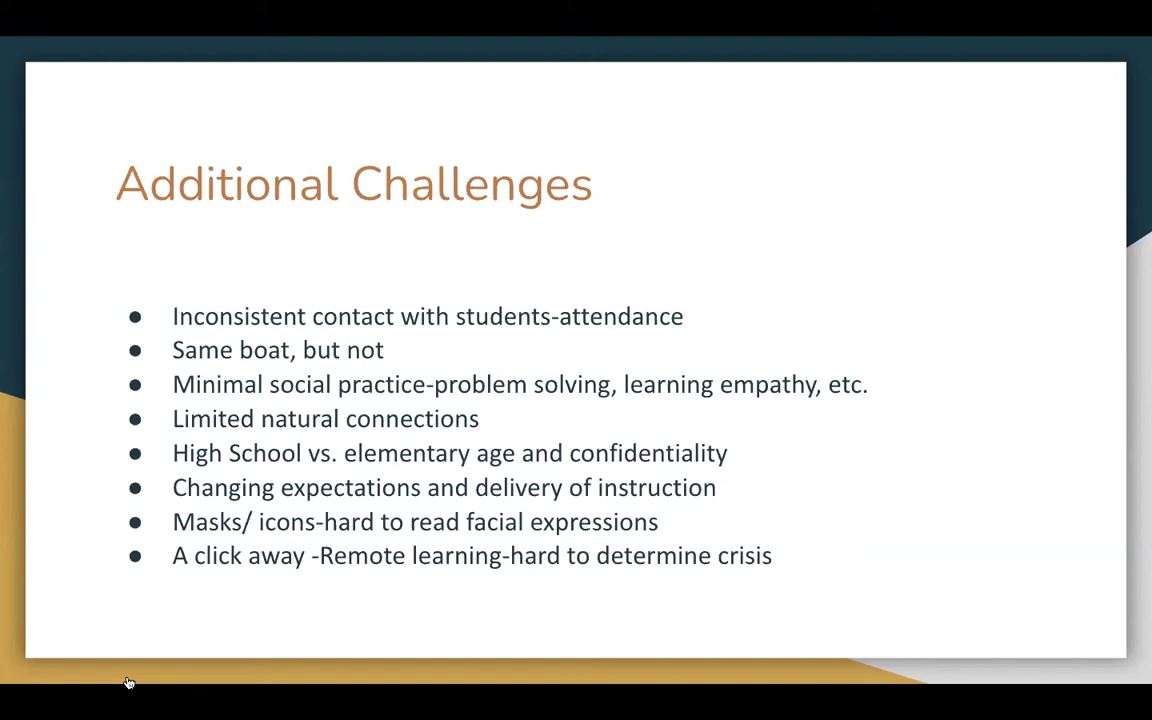 Additional Challenges
● Inconsistent contact with students-attendance
● Same boat, but not
● Minimal social practice-problem solving, learning empathy, etc.
● Limited natural connections
● High School vs. elementary age and confidentiality
● Changing expectations and delivery of instruction
● Masks/ icons-hard to read facial expressions
● A click away -Remote learning-hard to determine crisis